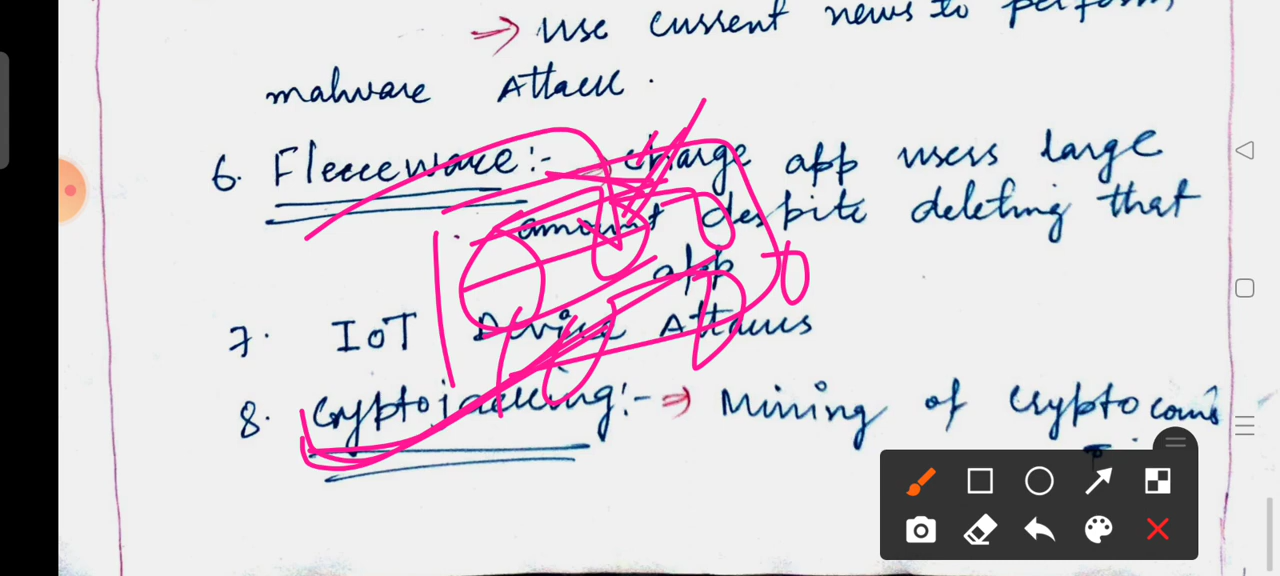 → Use current news to perform
malware Attack.
6. Fleeceware:- charge app users large
amount despite deleting that
app
7. IoT Device Attacks
8. Cryptojacking:- → Mining of cryptocoins